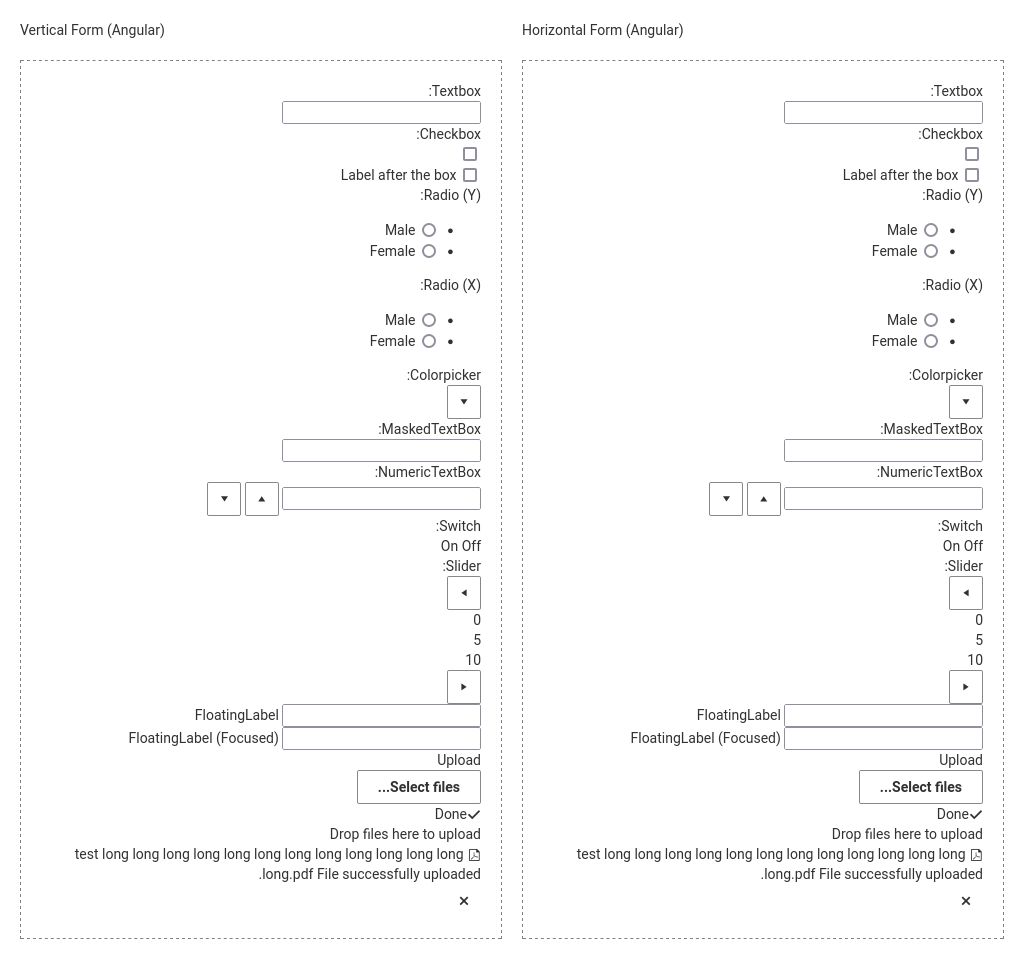 Vertical Form (Angular)
:Textbox
:Checkbox
Label after the box
:Radio (Y)
Male
Female
:Radio (X)
Male
Female
:Colorpicker
:MaskedTextBox
:NumericTextBox
:Switch
On Off
:Slider
0
5
10
FloatingLabel
FloatingLabel (Focused)
Upload
...Select files
Done
Drop files here to upload
test long long long long long long long long long long long long
.long.pdf File successfully uploaded
Horizontal Form (Angular)
:Textbox
:Checkbox
Label after the box
:Radio (Y)
Male
Female
:Radio (X)
Male
Female
:Colorpicker
:MaskedTextBox
:NumericTextBox
:Switch
On Off
:Slider
0
5
10
FloatingLabel
FloatingLabel (Focused)
Upload
...Select files
Done
Drop files here to upload
test long long long long long long long long long long long long
.long.pdf File successfully uploaded